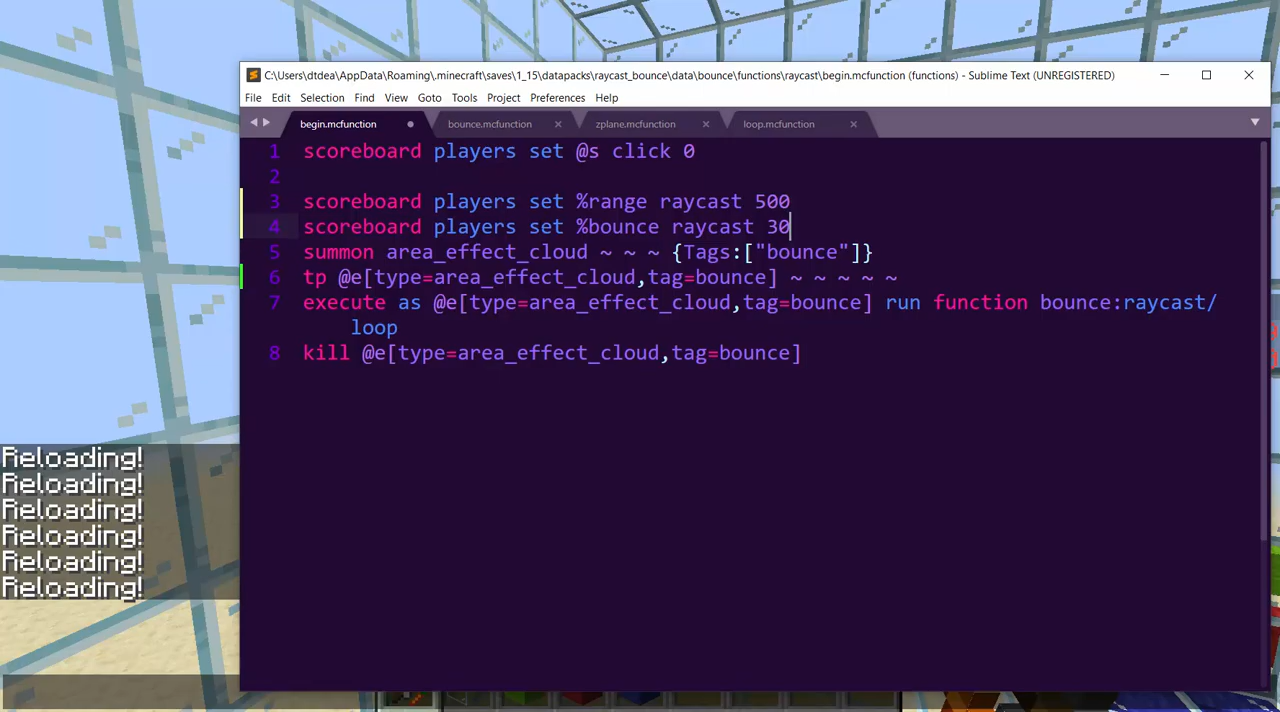 C:\Users\dtdea\AppData\Roaming\.minecraft\saves\1_15\datapacks\raycast_bounce\data\bounce\functions\raycast\begin.mcfunction (functions) - Sublime Text (UNREGISTERED)
File Edit Selection Find View Goto Tools Project Preferences Help
begin.mcfunction bounce.mcfunction zplane.mcfunction loop.mcfunction
1 scoreboard players set @s click 0
2
3 scoreboard players set %range raycast 500
4 scoreboard players set %bounce raycast 30
5 summon area_effect_cloud ~ ~ ~ {Tags:["bounce"]}
6 tp @e[type=area_effect_cloud,tag=bounce] ~ ~ ~ ~ ~
7 execute as @e[type=area_effect_cloud,tag=bounce] run function bounce:raycast/
loop
8 kill @e[type=area_effect_cloud,tag=bounce]
Reloading!
Reloading!
Reloading!
Reloading!
Reloading!
Reloading!